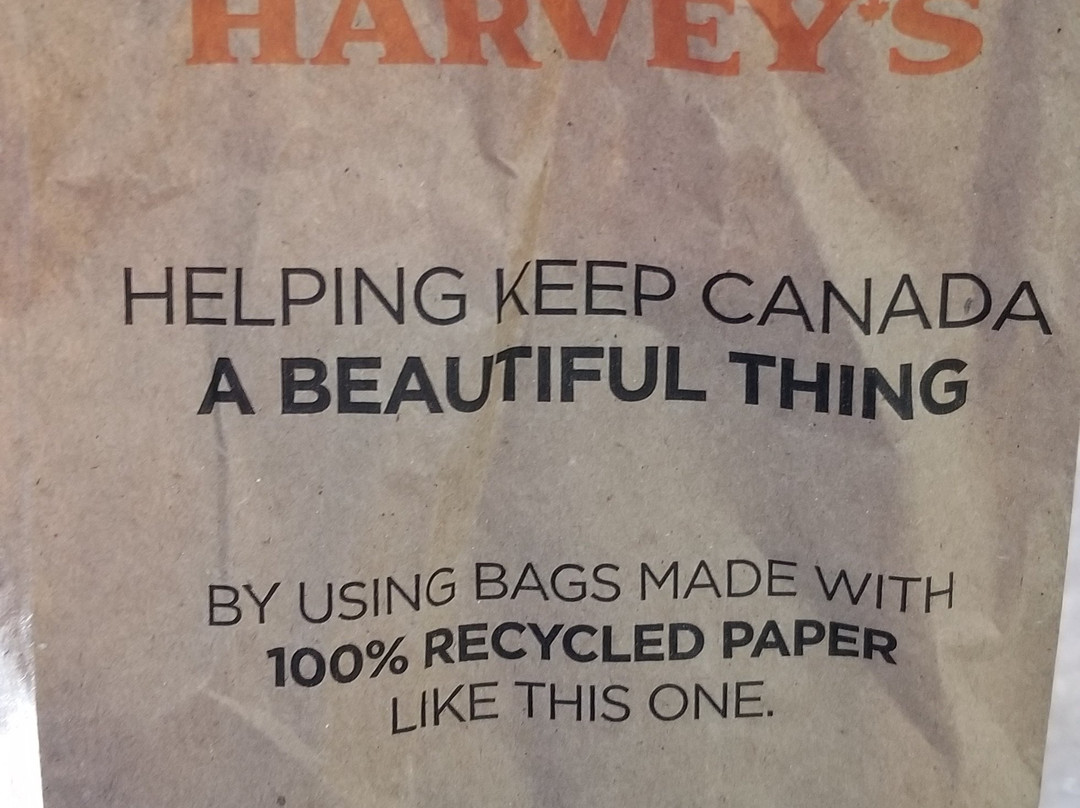 HARVEY'S
HELPING KEEP CANADA
A BEAUTIFUL THING
BY USING BAGS MADE WITH
100% RECYCLED PAPER
LIKE THIS ONE.